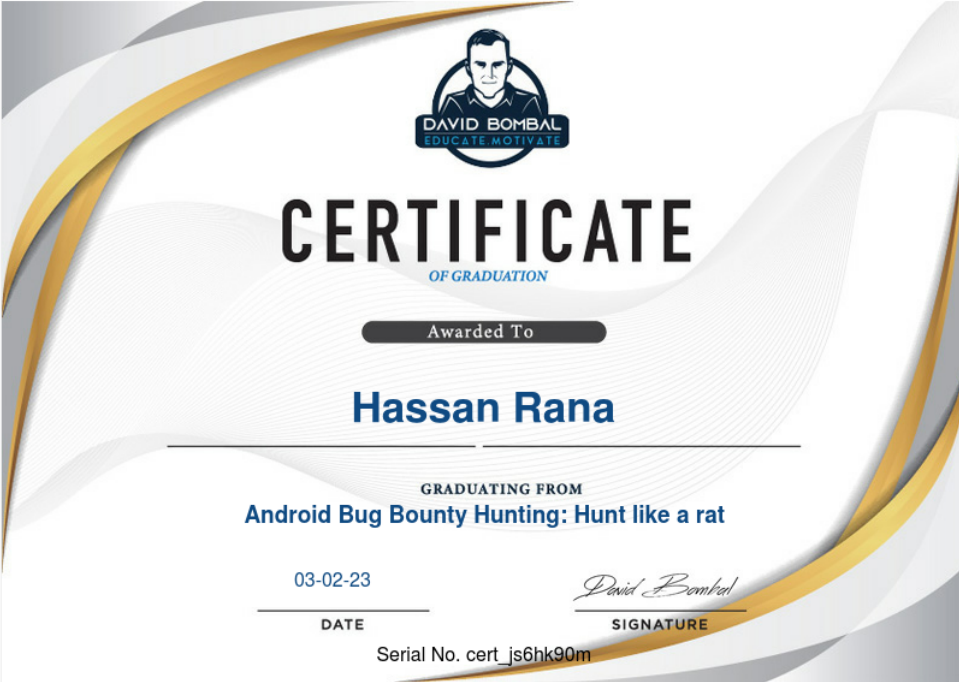 DAVID BOMBAL
EDUCATE.MOTIVATE
CERTIFICATE
OF GRADUATION
Awarded To
Hassan Rana
GRADUATING FROM
Android Bug Bounty Hunting: Hunt like a rat
03-02-23
David Bombal
DATE
SIGNATURE
Serial No. cert_js6hk90m